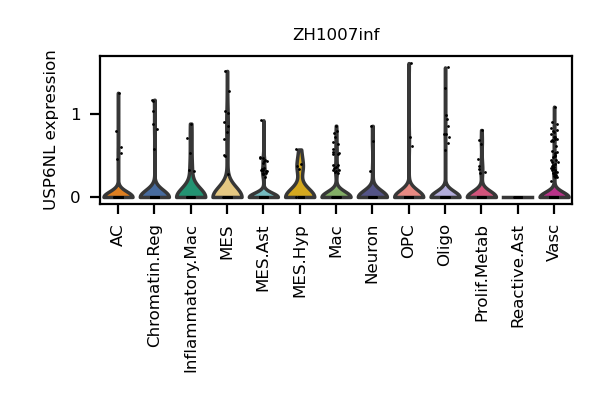 ZH1007inf
USP6NL expression
1
0
AC
Chromatin.Reg
Inflammatory.Mac
MES
MES.Ast
MES.Hyp
Mac
Neuron
OPC
Oligo
Prolif.Metab
Reactive.Ast
Vasc